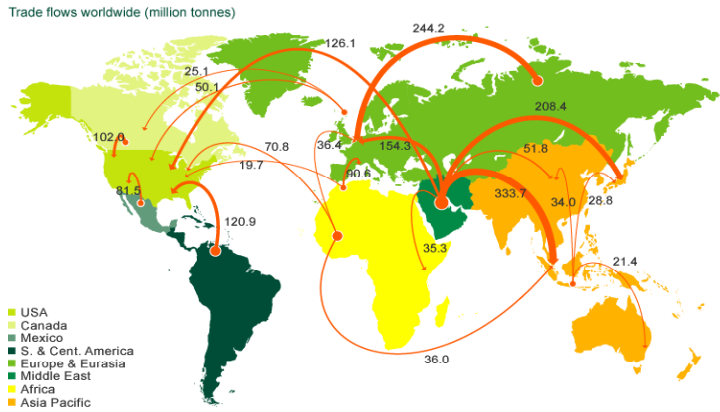 Trade flows worldwide (million tonnes)
244.2
126.1
25.1
50.1
208.4
102.0
70.8
36.4
154.3
51.8
19.7
90.6
81.5
333.7
34.0
28.8
120.9
35.3
21.4
36.0
USA
Canada
Mexico
S. & Cent. America
Europe & Eurasia
Middle East
Africa
Asia Pacific